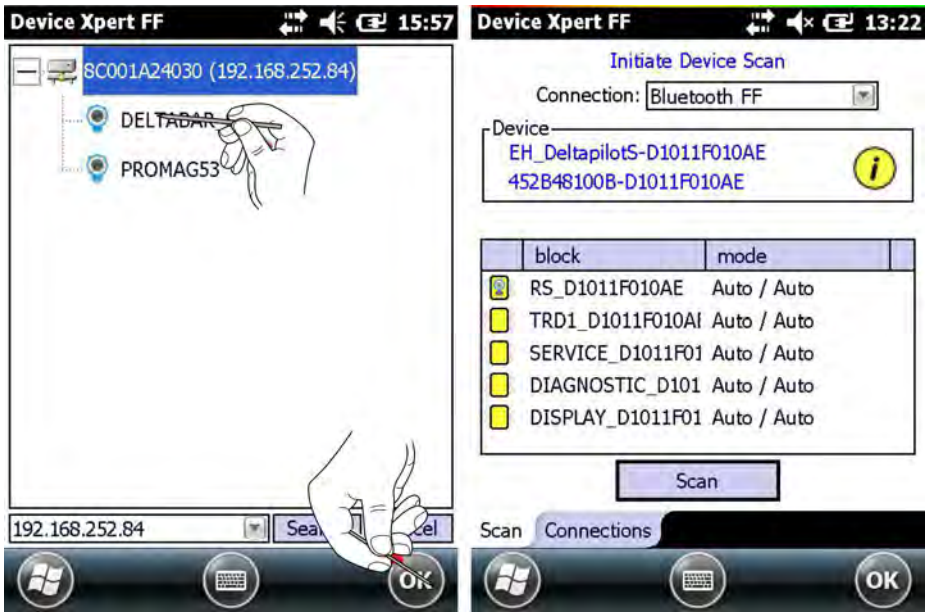 Device Xpert FF 15:57
8C001A24030 (192.168.252.84)
DELTABAR
PROMAG53
192.168.252.84
OK
Device Xpert FF 13:22
Initiate Device Scan
Connection: Bluetooth FF
Device
EH_DeltapilotS-D1011F010AE
452B48100B-D1011F010AE
i
block mode
RS_D1011F010AE Auto / Auto
TRD1_D1011F010AI Auto / Auto
SERVICE_D1011F01 Auto / Auto
DIAGNOSTIC_D101 Auto / Auto
DISPLAY_D1011F01 Auto / Auto
Scan
Scan Connections
OK